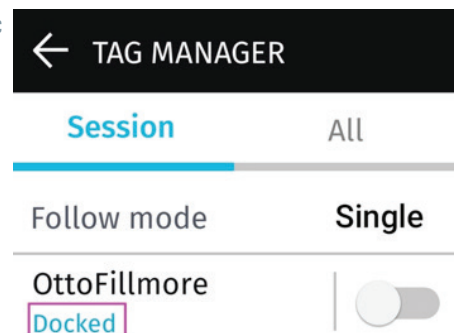 TAG MANAGER
Session All
Follow mode Single
OttoFillmore
Docked